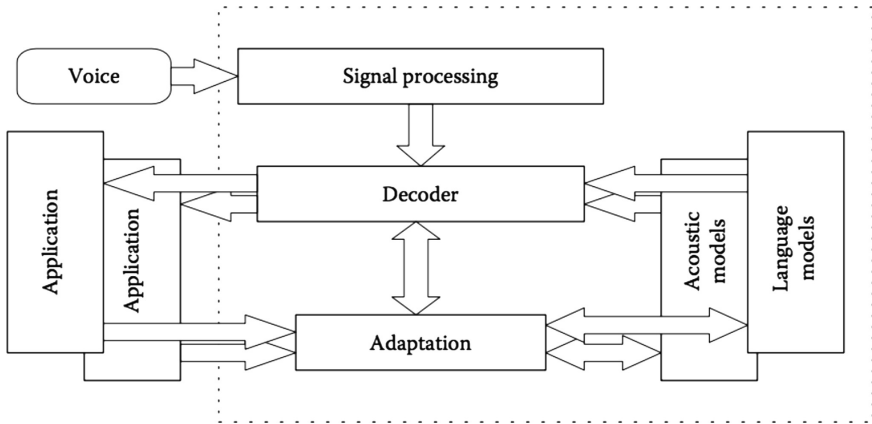 Voice
Signal processing
Decoder
Application
Application
Acoustic
models
Language
models
Adaptation